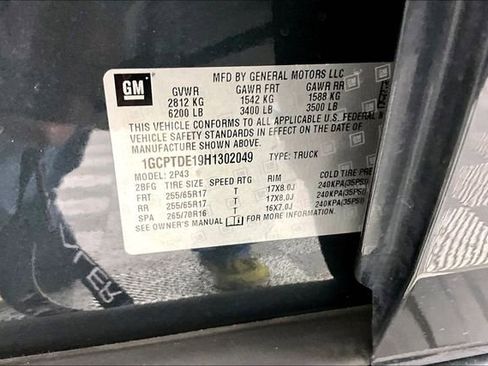 GM
MFD BY GENERAL MOTORS LLC
GVWR GAWR FRT GAWR RR
2812 KG 1542 KG 1588 KG
6200 LB 3400 LB 3500 LB
THIS VEHICLE CONFORMS TO ALL APPLICABLE U.S. FEDERAL
VEHICLE SAFETY STANDARDS IN EFFECT ON THE DATE OF
MANUFACTURE SHOWN ABOVE.
1GCPTDE19H1302049 TYPE: TRUCK
MODEL: 2P43
2BFG TIRE SIZE SPEED RTG RIM COLD TIRE
FRT 255/65R17 T 17X8.0J 240KPA(35PSI)
RR 255/65R17 T 17X8.0J 240KPA(35PSI)
SPA 265/70R16 T 16X7.0J 240KPA(35PSI)
SEE OWNER'S MANUAL FOR MORE INFORMATION.